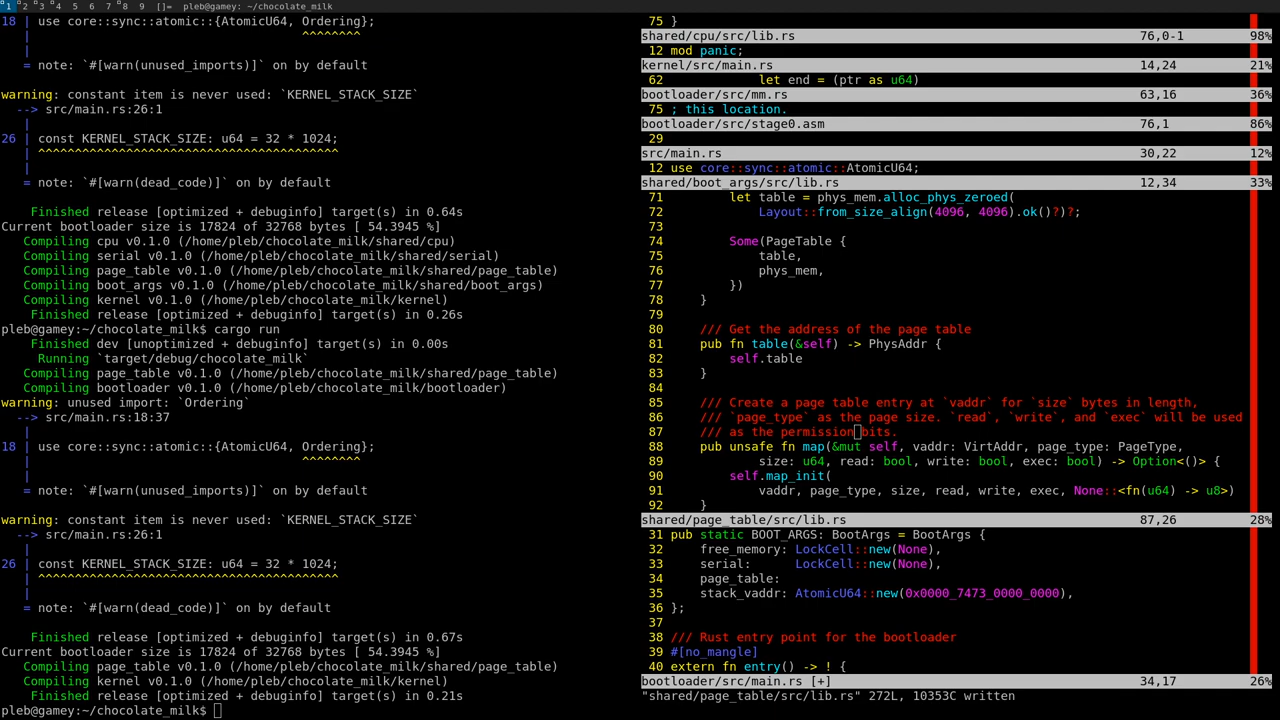 1 2 3 4 5 6 7 8 9 []= pleb@gamey: ~/chocolate_milk
18 | use core::sync::atomic::{AtomicU64, Ordering};
| ^^^^^^^^
|
= note: `#[warn(unused_imports)]` on by default
warning: constant item is never used: `KERNEL_STACK_SIZE`
--> src/main.rs:26:1
|
26 | const KERNEL_STACK_SIZE: u64 = 32 * 1024;
| ^^^^^^^^^^^^^^^^^^^^^^^^^^^^^^^^^^^^^^^^^
|
= note: `#[warn(dead_code)]` on by default
Finished release [optimized + debuginfo] target(s) in 0.64s
Current bootloader size is 17824 of 32768 bytes [ 54.3945 %]
Compiling cpu v0.1.0 (/home/pleb/chocolate_milk/shared/cpu)
Compiling serial v0.1.0 (/home/pleb/chocolate_milk/shared/serial)
Compiling page_table v0.1.0 (/home/pleb/chocolate_milk/shared/page_table)
Compiling boot_args v0.1.0 (/home/pleb/chocolate_milk/shared/boot_args)
Compiling kernel v0.1.0 (/home/pleb/chocolate_milk/kernel)
Finished release [optimized + debuginfo] target(s) in 0.26s
pleb@gamey:~/chocolate_milk$ cargo run
Finished dev [unoptimized + debuginfo] target(s) in 0.00s
Running `target/debug/chocolate_milk`
Compiling page_table v0.1.0 (/home/pleb/chocolate_milk/shared/page_table)
Compiling bootloader v0.1.0 (/home/pleb/chocolate_milk/bootloader)
warning: unused import: `Ordering`
--> src/main.rs:18:37
|
18 | use core::sync::atomic::{AtomicU64, Ordering};
| ^^^^^^^^
|
= note: `#[warn(unused_imports)]` on by default
warning: constant item is never used: `KERNEL_STACK_SIZE`
--> src/main.rs:26:1
|
26 | const KERNEL_STACK_SIZE: u64 = 32 * 1024;
| ^^^^^^^^^^^^^^^^^^^^^^^^^^^^^^^^^^^^^^^^^
|
= note: `#[warn(dead_code)]` on by default
Finished release [optimized + debuginfo] target(s) in 0.67s
Current bootloader size is 17824 of 32768 bytes [ 54.3945 %]
Compiling page_table v0.1.0 (/home/pleb/chocolate_milk/shared/page_table)
Compiling kernel v0.1.0 (/home/pleb/chocolate_milk/kernel)
Finished release [optimized + debuginfo] target(s) in 0.21s
pleb@gamey:~/chocolate_milk$
75 }
shared/cpu/src/lib.rs 76,0-1 98%
12 mod panic;
kernel/src/main.rs 14,24 21%
62 let end = (ptr as u64)
bootloader/src/mm.rs 63,16 36%
75 ; this location.
bootloader/src/stage0.asm 76,1 86%
29
src/main.rs 30,22 12%
12 use core::sync::atomic::AtomicU64;
shared/boot_args/src/lib.rs 12,34 33%
71 let table = phys_mem.alloc_phys_zeroed(
72 Layout::from_size_align(4096, 4096).ok()?)?;
73
74 Some(PageTable {
75 table,
76 phys_mem,
77 })
78 }
79
80 /// Get the address of the page table
81 pub fn table(&self) -> PhysAddr {
82 self.table
83 }
84
85 /// Create a page table entry at `vaddr` for `size` bytes in length,
86 /// `page_type` as the page size. `read`, `write`, and `exec` will be used
87 /// as the permission bits.
88 pub unsafe fn map(&mut self, vaddr: VirtAddr, page_type: PageType,
89 size: u64, read: bool, write: bool, exec: bool) -> Option<()> {
90 self.map_init(
91 vaddr, page_type, size, read, write, exec, None::<fn(u64) -> u8>)
92 }
shared/page_table/src/lib.rs 87,26 28%
31 pub static BOOT_ARGS: BootArgs = BootArgs {
32 free_memory: LockCell::new(None),
33 serial: LockCell::new(None),
34 page_table:
35 stack_vaddr: AtomicU64::new(0x0000_7473_0000_0000),
36 };
37
38 /// Rust entry point for the bootloader
39 #[no_mangle]
40 extern fn entry() -> ! {
bootloader/src/main.rs [+] 34,17 26%
"shared/page_table/src/lib.rs" 272L, 10353C written